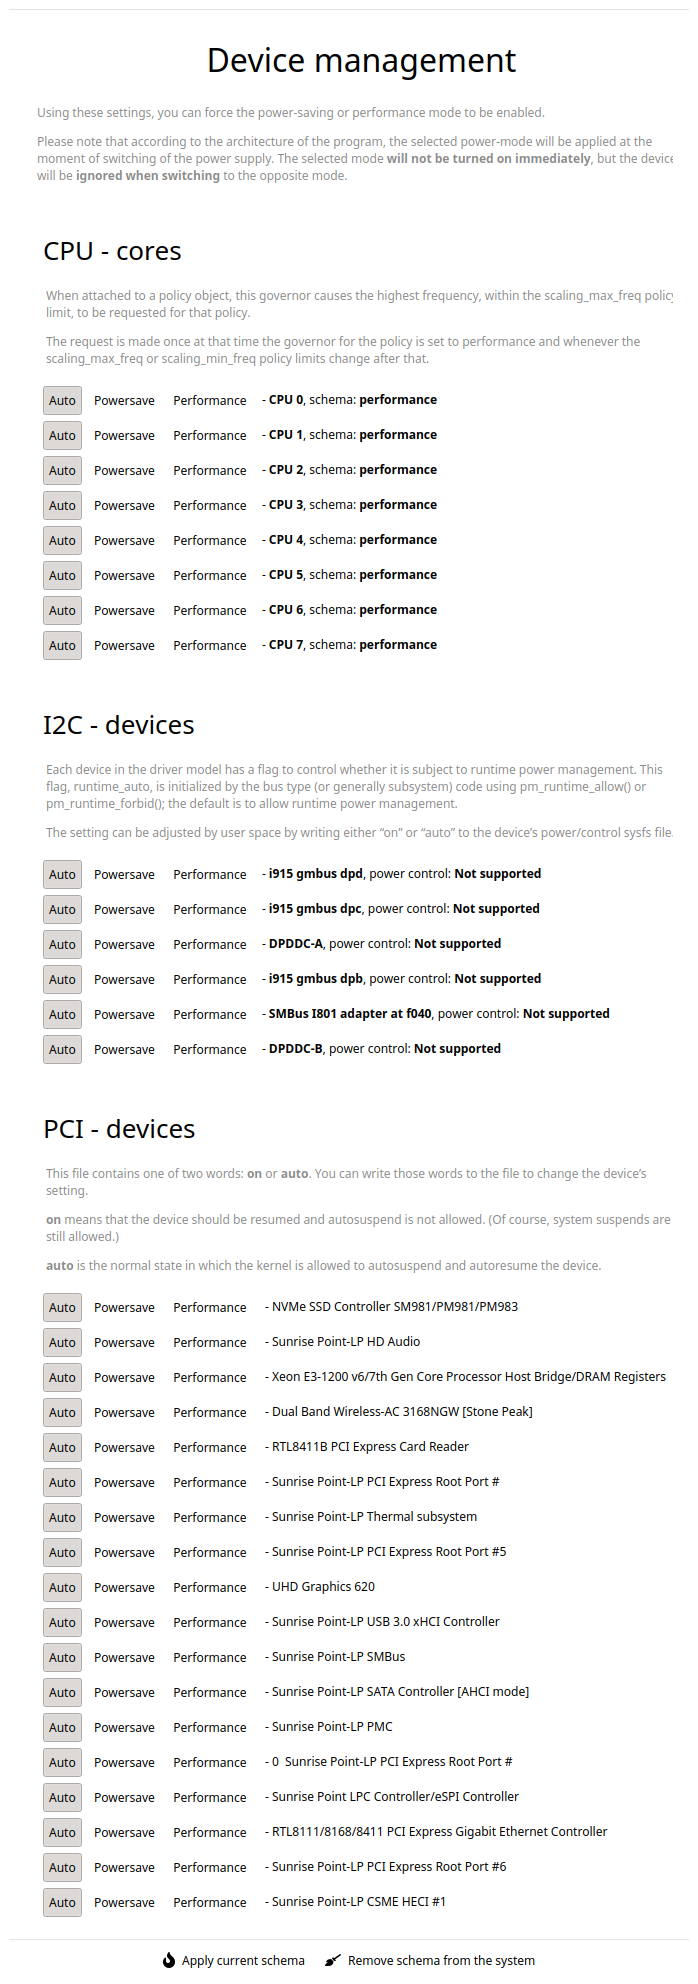 Device management
Using these settings, you can force the power-saving or performance mode to be enabled.
Please note that according to the architecture of the program, the selected power-mode will be applied at the
moment of switching of the power supply. The selected mode will not be turned on immediately, but the device
will be ignored when switching to the opposite mode.
CPU - cores
When attached to a policy object, this governor causes the highest frequency, within the scaling_max_freq policy
limit, to be requested for that policy.
The request is made once at that time the governor for the policy is set to performance and whenever the
scaling_max_freq or scaling_min_freq policy limits change after that.
Auto Powersave Performance - CPU 0, schema: performance
Auto Powersave Performance - CPU 1, schema: performance
Auto Powersave Performance - CPU 2, schema: performance
Auto Powersave Performance - CPU 3, schema: performance
Auto Powersave Performance - CPU 4, schema: performance
Auto Powersave Performance - CPU 5, schema: performance
Auto Powersave Performance - CPU 6, schema: performance
Auto Powersave Performance - CPU 7, schema: performance
I2C - devices
Each device in the driver model has a flag to control whether it is subject to runtime power management. This
flag, runtime_auto, is initialized by the bus type (or generally subsystem) code using pm_runtime_allow() or
pm_runtime_forbid(); the default is to allow runtime power management.
The setting can be adjusted by user space by writing either “on” or “auto” to the device’s power/control sysfs file.
Auto Powersave Performance - i915 gmbus dpd, power control: Not supported
Auto Powersave Performance - i915 gmbus dpc, power control: Not supported
Auto Powersave Performance - DPDDC-A, power control: Not supported
Auto Powersave Performance - i915 gmbus dpb, power control: Not supported
Auto Powersave Performance - SMBus I801 adapter at f040, power control: Not supported
Auto Powersave Performance - DPDDC-B, power control: Not supported
PCI - devices
This file contains one of two words: on or auto. You can write those words to the file to change the device’s
setting.
on means that the device should be resumed and autosuspend is not allowed. (Of course, system suspends are
still allowed.)
auto is the normal state in which the kernel is allowed to autosuspend and autoresume the device.
Auto Powersave Performance - NVMe SSD Controller SM981/PM981/PM983
Auto Powersave Performance - Sunrise Point-LP HD Audio
Auto Powersave Performance - Xeon E3-1200 v6/7th Gen Core Processor Host Bridge/DRAM Registers
Auto Powersave Performance - Dual Band Wireless-AC 3168NGW [Stone Peak]
Auto Powersave Performance - RTL8411B PCI Express Card Reader
Auto Powersave Performance - Sunrise Point-LP PCI Express Root Port #
Auto Powersave Performance - Sunrise Point-LP Thermal subsystem
Auto Powersave Performance - Sunrise Point-LP PCI Express Root Port #5
Auto Powersave Performance - UHD Graphics 620
Auto Powersave Performance - Sunrise Point-LP USB 3.0 xHCI Controller
Auto Powersave Performance - Sunrise Point-LP SMBus
Auto Powersave Performance - Sunrise Point-LP SATA Controller [AHCI mode]
Auto Powersave Performance - Sunrise Point-LP PMC
Auto Powersave Performance - 0 Sunrise Point-LP PCI Express Root Port #
Auto Powersave Performance - Sunrise Point LPC Controller/eSPI Controller
Auto Powersave Performance - RTL8111/8168/8411 PCI Express Gigabit Ethernet Controller
Auto Powersave Performance - Sunrise Point-LP PCI Express Root Port #6
Auto Powersave Performance - Sunrise Point-LP CSME HECI #1
Apply current schema Remove schema from the system